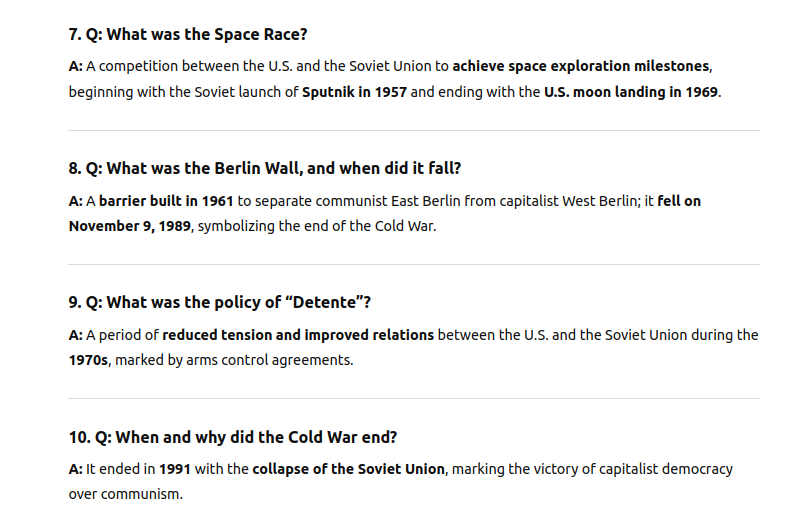 7. Q: What was the Space Race?
A: A competition between the U.S. and the Soviet Union to achieve space exploration milestones,
beginning with the Soviet launch of Sputnik in 1957 and ending with the U.S. moon landing in 1969.
8. Q: What was the Berlin Wall, and when did it fall?
A: A barrier built in 1961 to separate communist East Berlin from capitalist West Berlin; it fell on
November 9, 1989, symbolizing the end of the Cold War.
9. Q: What was the policy of “Detente”?
A: A period of reduced tension and improved relations between the U.S. and the Soviet Union during the
1970s, marked by arms control agreements.
10. Q: When and why did the Cold War end?
A: It ended in 1991 with the collapse of the Soviet Union, marking the victory of capitalist democracy
over communism.